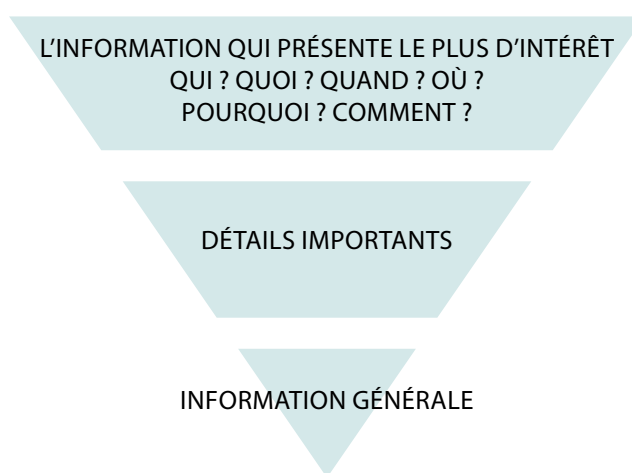 L'INFORMATION QUI PRÉSENTE LE PLUS D'INTÉRÊT
QUI ? QUOI ? QUAND ? OÙ ?
POURQUOI ? COMMENT ?
DÉTAILS IMPORTANTS
INFORMATION GÉNÉRALE